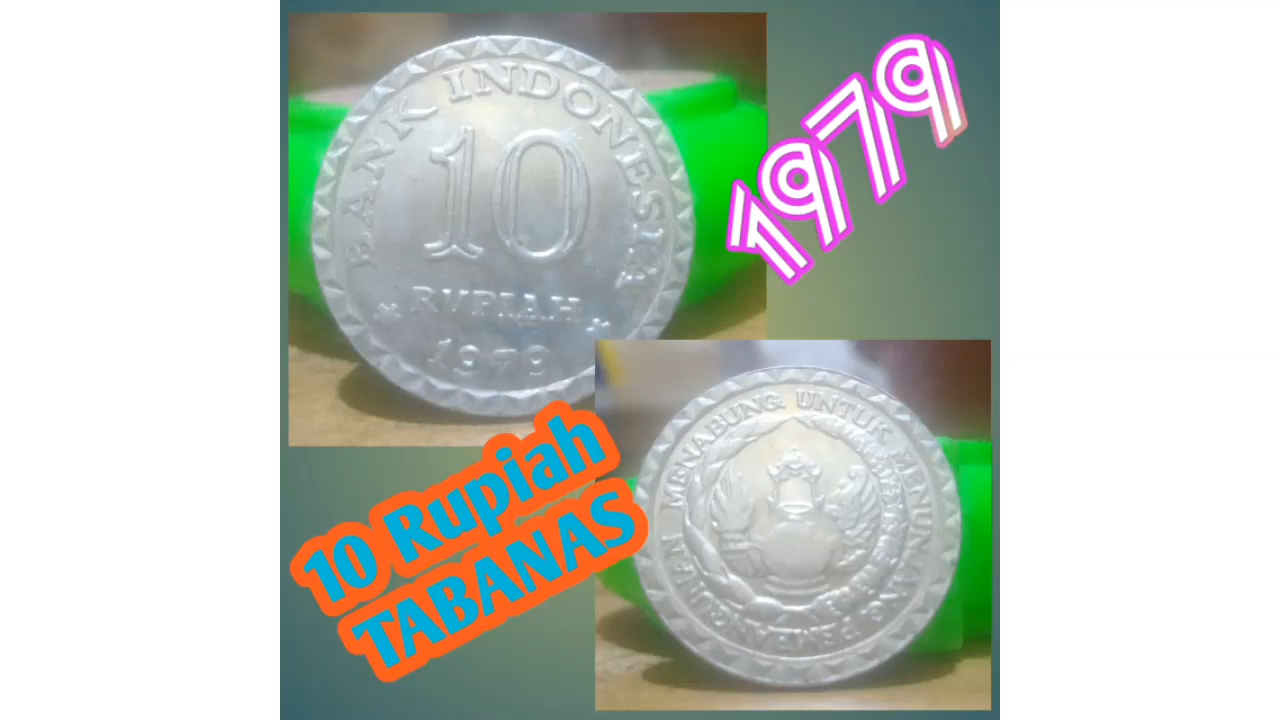 BANK INDONESIA
10
RUPIAH
1979
1979
10 Rupiah
TABANAS
MENABUNG UNTUK MENUNJANG PEMBANGUNAN